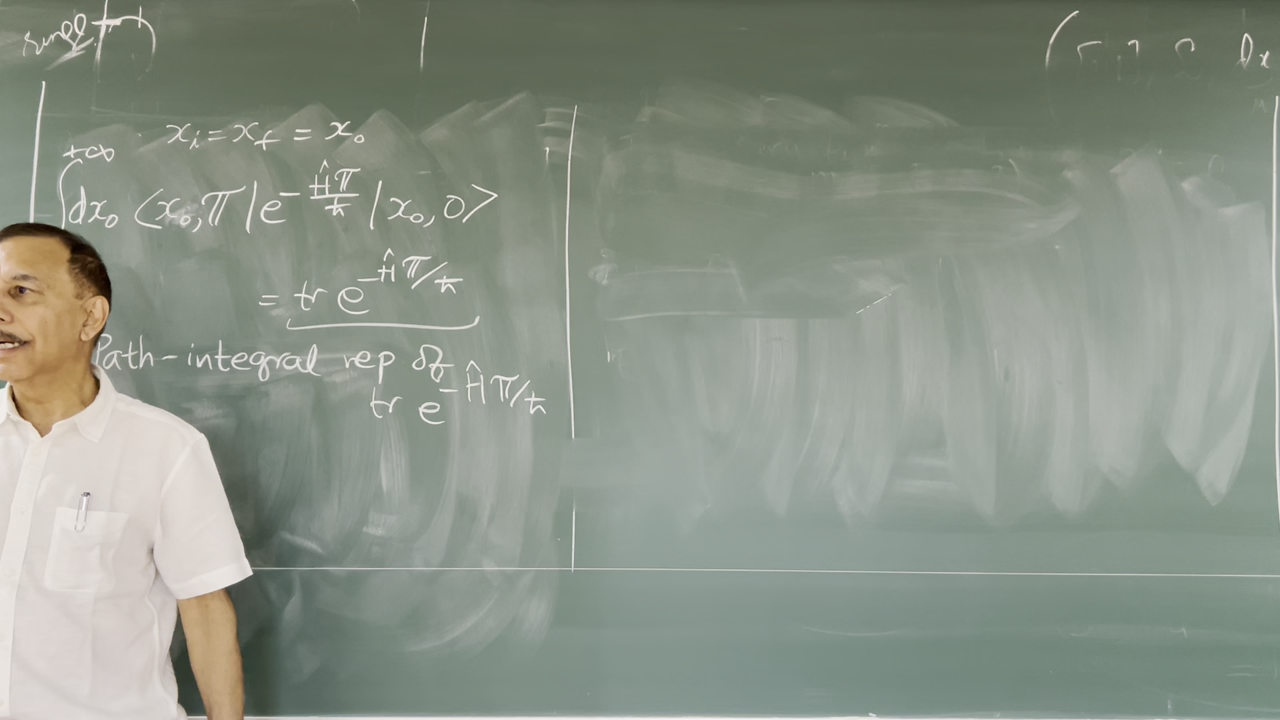 x_i = x_f = x_0
∫^{+∞} dx_0 <x_0, π | e^{-Ĥπ/ℏ} | x_0, 0>
= tr e^{-Ĥπ/ℏ}
Path-integral rep of
tr e^{-Ĥπ/ℏ}